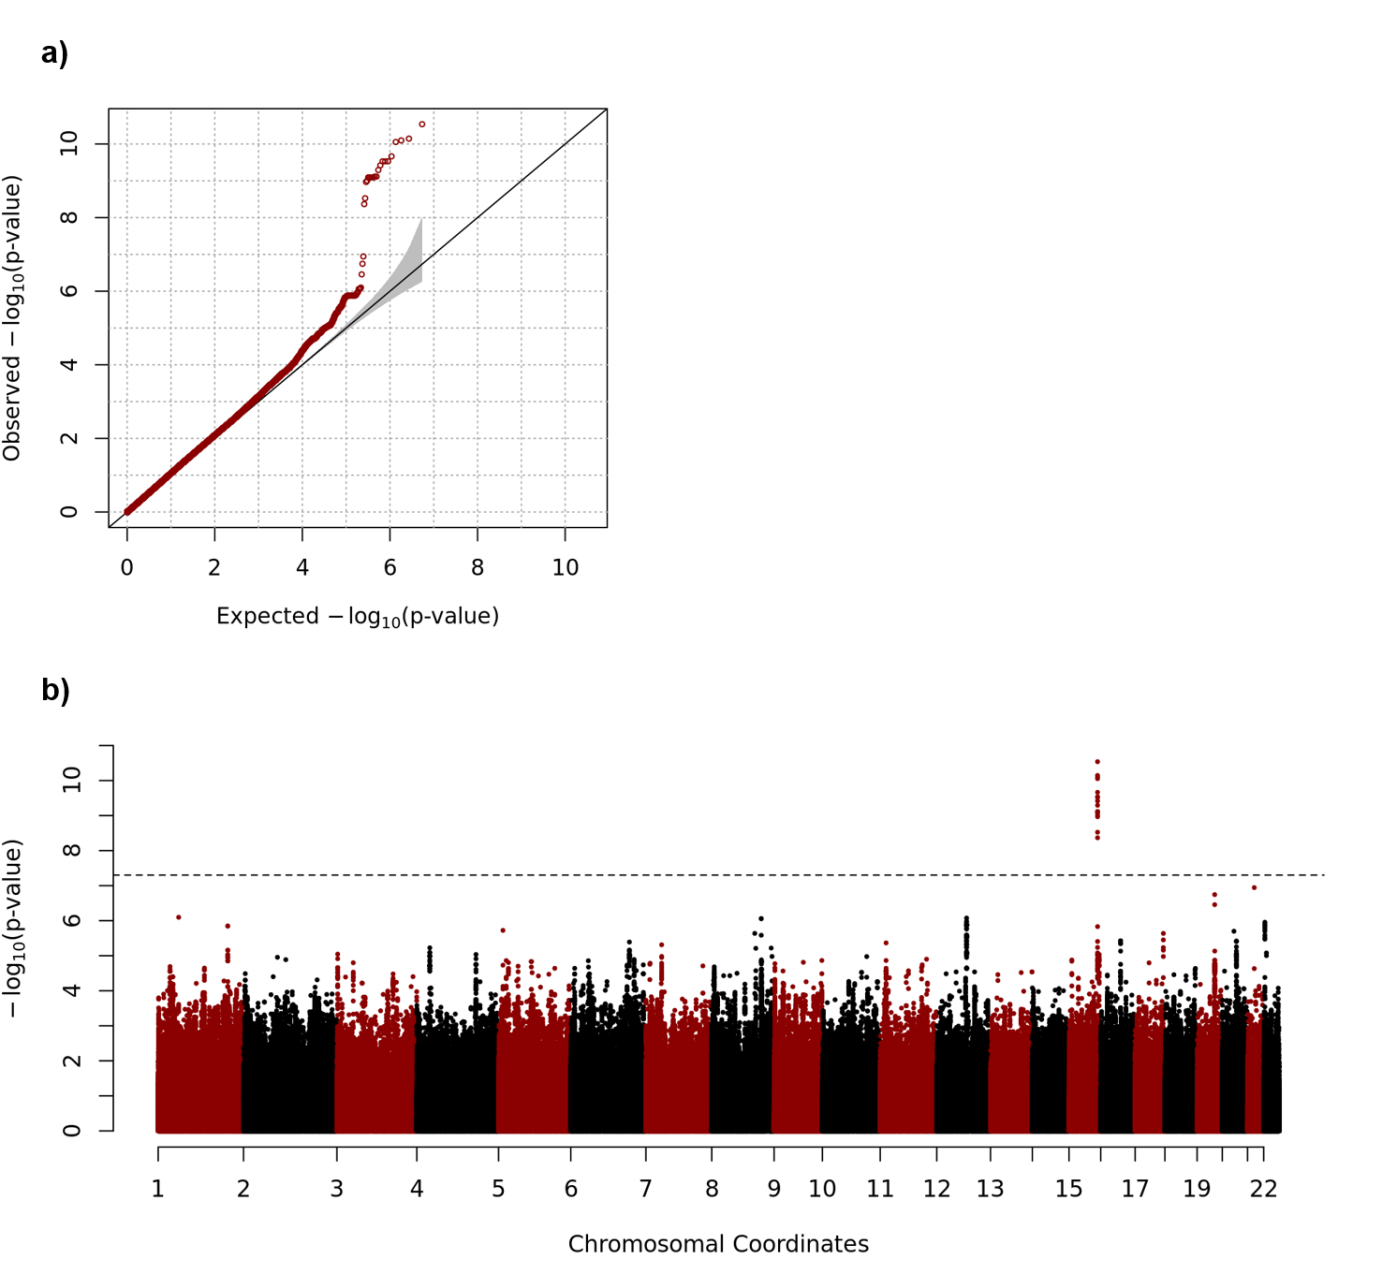 a)
10
8
6
4
2
0
Observed −log10(p-value)
0 2 4 6 8 10
Expected −log10(p-value)
b)
10
8
6
4
2
0
−log10(p-value)
1 2 3 4 5 6 7 8 9 10 11 12 13 15 17 19 22
Chromosomal Coordinates